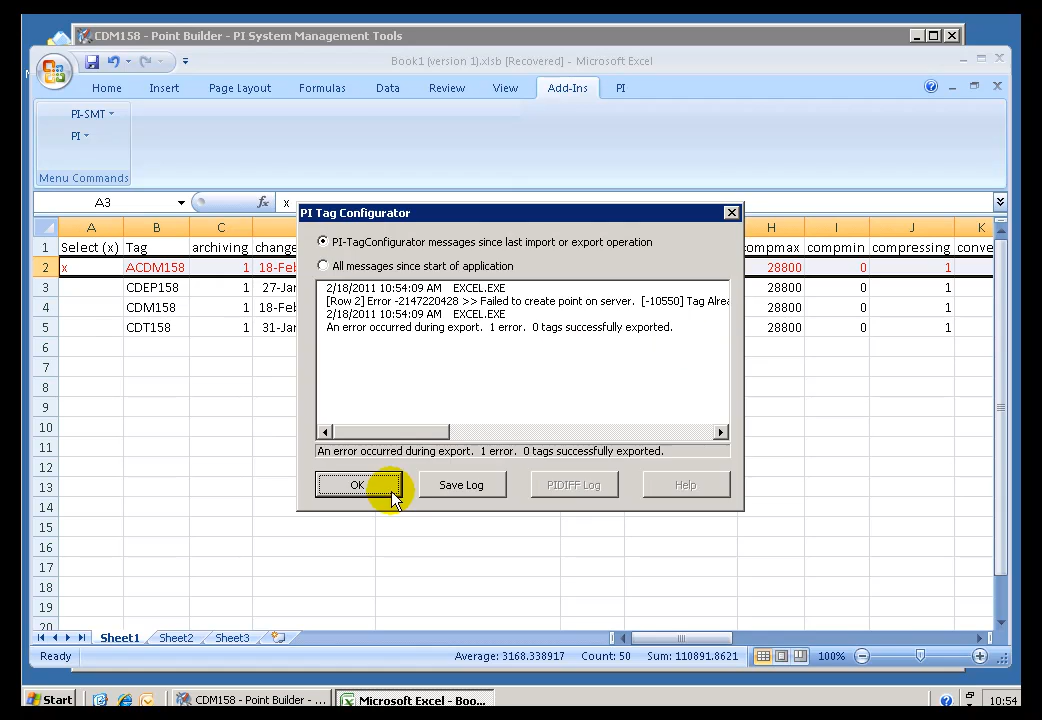 CDM158 - Point Builder - PI System Management Tools
Book1 (version 1).xlsb [Recovered] - Microsoft Excel
Home Insert Page Layout Formulas Data Review View Add-Ins PI
PI-SMT
PI
Menu Commands
A3 fx x
PI Tag Configurator
PI-TagConfigurator messages since last import or export operation
All messages since start of application
2/18/2011 10:54:09 AM EXCEL.EXE
[Row 2] Error -2147220428 >> Failed to create point on server. [-10550] Tag Alrea
2/18/2011 10:54:09 AM EXCEL.EXE
An error occurred during export. 1 error. 0 tags successfully exported.
An error occurred during export. 1 error. 0 tags successfully exported.
OK Save Log PIDIFF Log Help
A B C H I J K
1 Select (x) Tag archiving change compmax compmin compressing conve
2 x ACDM158 1 18-Feb 28800 0 1
3 CDEP158 1 27-Ja 28800 0 1
4 CDM158 1 18-Feb 28800 0 1
5 CDT158 1 31-Ja 28800 0 1
6
7
8
9
10
11
12
13
14
15
16
17
18
19
20
Sheet1 Sheet2 Sheet3
Ready Average: 3168.338917 Count: 50 Sum: 110891.8621 100%
Start CDM158 - Point Builder - ... Microsoft Excel - Boo... 10:54